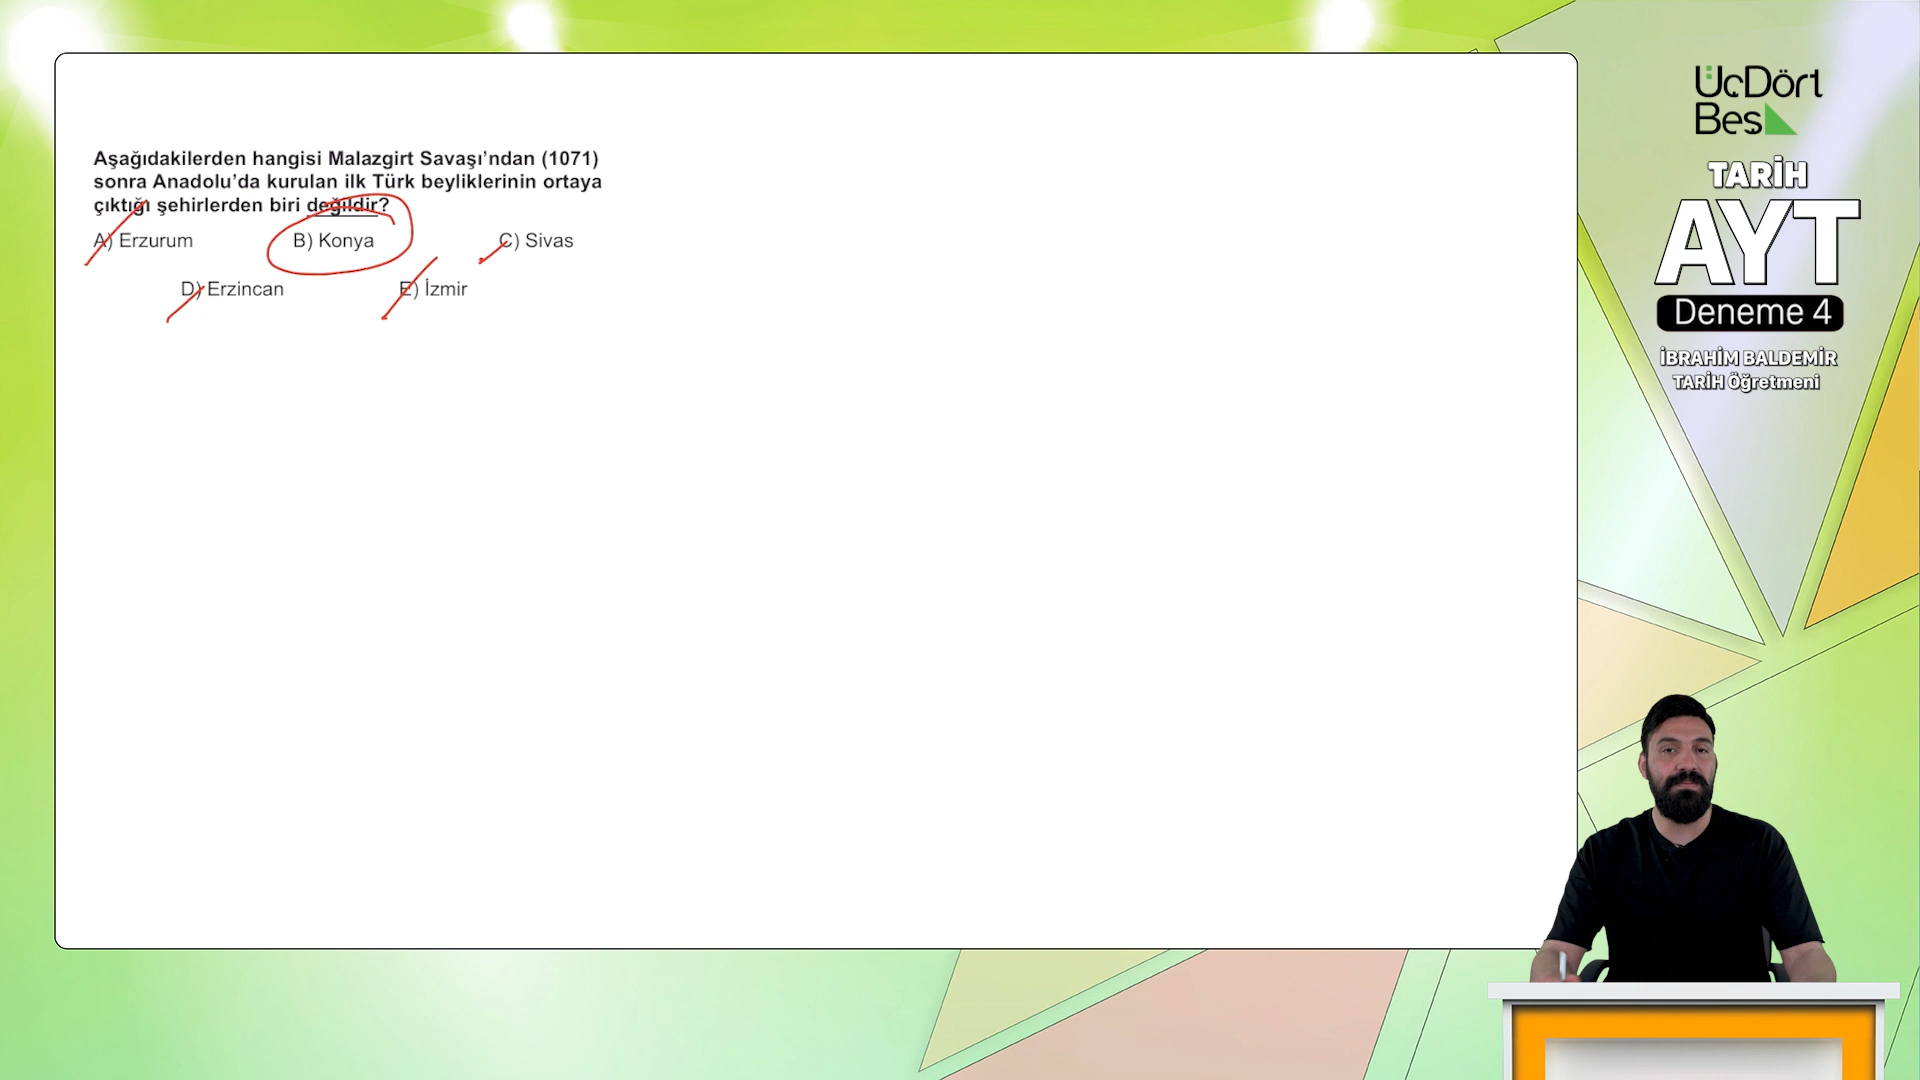 Aşağıdakilerden hangisi Malazgirt Savaşı’ndan (1071)
sonra Anadolu’da kurulan ilk Türk beyliklerinin ortaya
çıktığı şehirlerden biri değildir?
A) Erzurum B) Konya C) Sivas
D) Erzincan E) İzmir
ÜçDört
Beş
TARİH
AYT
Deneme 4
İBRAHİM BALDEMİR
TARİH Öğretmeni